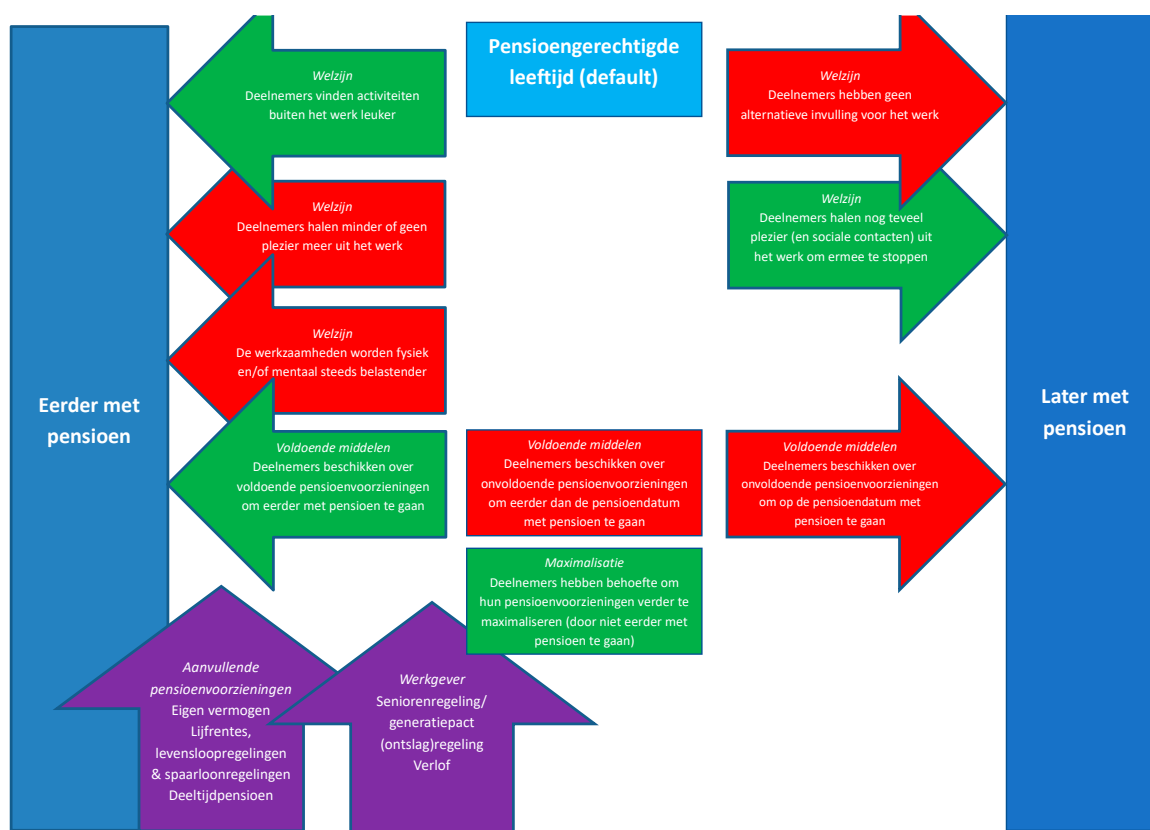 Pensioengerechtigde
leeftijd (default)
Welzijn
Deelnemers vinden activiteiten
buiten het werk leuker
Welzijn
Deelnemers hebben geen
alternatieve invulling voor het werk
Welzijn
Deelnemers halen minder of geen
plezier meer uit het werk
Welzijn
Deelnemers halen nog teveel
plezier (en sociale contacten) uit
het werk om ermee te stoppen
Welzijn
De werkzaamheden worden fysiek
en/of mentaal steeds belastender
Eerder met
pensioen
Later met
pensioen
Voldoende middelen
Deelnemers beschikken over
voldoende pensioenvoorzieningen
om eerder met pensioen te gaan
Voldoende middelen
Deelnemers beschikken over
onvoldoende pensioenvoorzieningen
om eerder dan de pensioendatum
met pensioen te gaan
Voldoende middelen
Deelnemers beschikken over
onvoldoende pensioenvoorzieningen
om op de pensioendatum met
pensioen te gaan
Maximalisatie
Deelnemers hebben behoefte om
hun pensioenvoorzieningen verder te
maximaliseren (door niet eerder met
pensioen te gaan)
Aanvullende
pensioenvoorzieningen
Eigen vermogen
Lijfrentes,
levensloopregelingen
& spaarloonregelingen
Deeltijdpensioen
Werkgever
Seniorenregeling/
generatiepact
(ontslag)regeling
Verlof